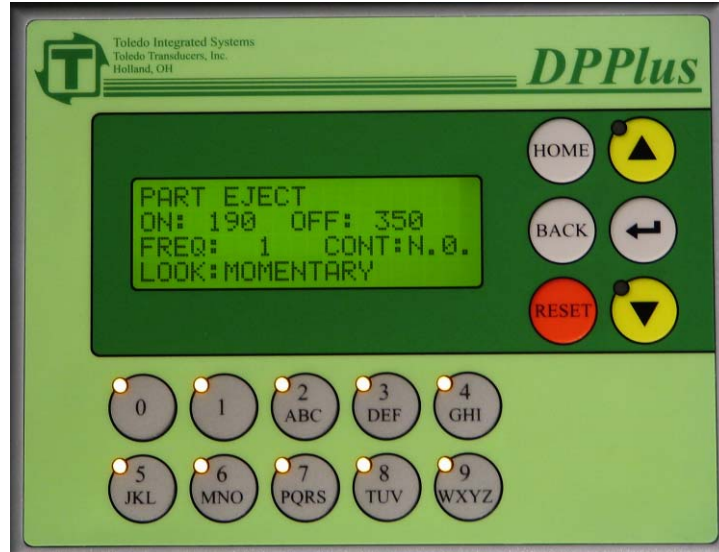 Toledo Integrated Systems
Toledo Transducers, Inc.
Holland, OH
T
DPPlus
PART EJECT
ON: 190 OFF: 350
FREQ: 1 CONT:N.O.
LOOK:MOMENTARY
HOME
BACK
RESET
0
1
2
ABC
3
DEF
4
GHI
5
JKL
6
MNO
7
PQRS
8
TUV
9
WXYZ